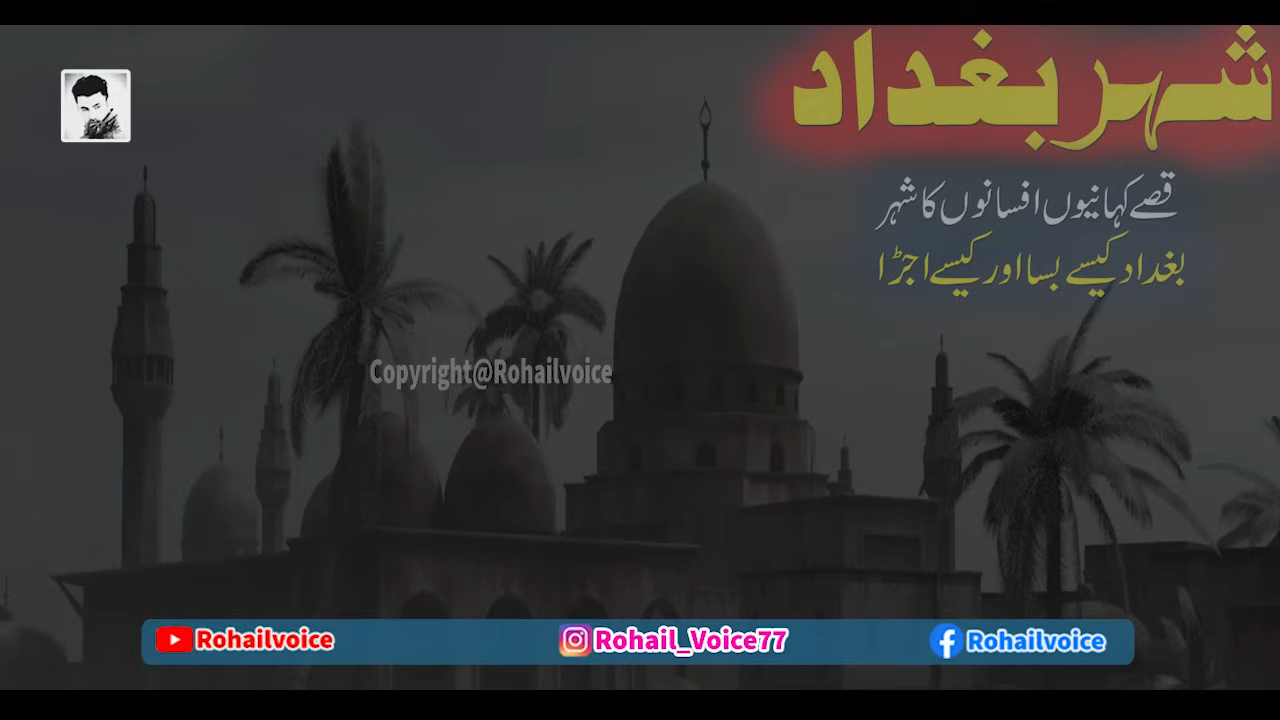 شہر بغداد
قصے کہانیوں افسانوں کا شہر
بغداد کیسے بسا اور کیسے اجڑا
Copyright@Rohailvoice
Rohailvoice
Rohail_Voice77
Rohailvoice